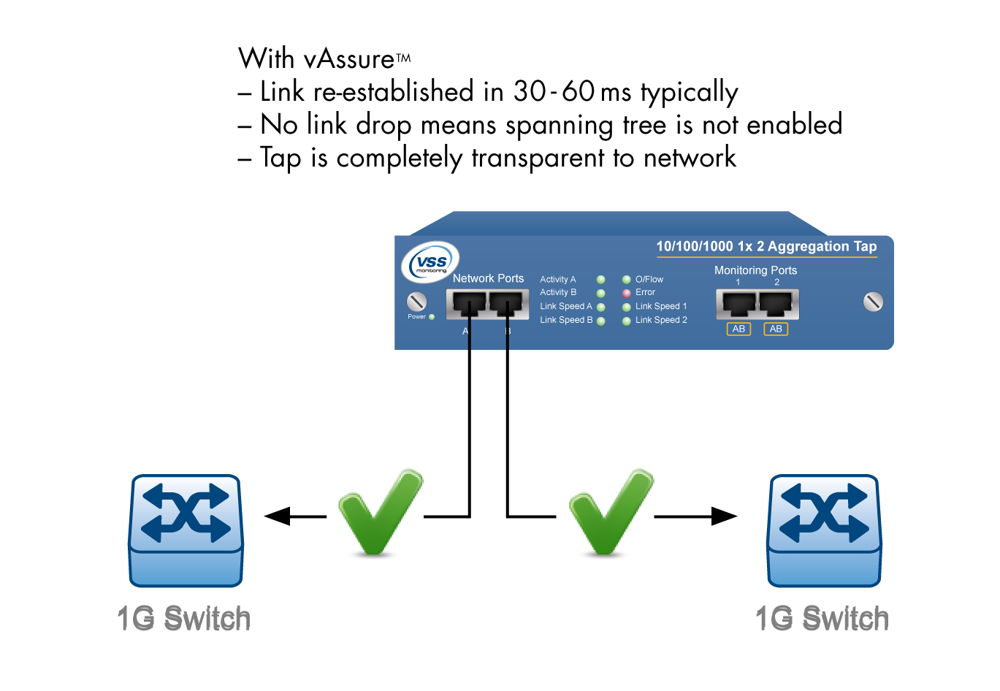 With vAssure™
– Link re-established in 30-60 ms typically
– No link drop means spanning tree is not enabled
– Tap is completely transparent to network
10/100/1000 1x 2 Aggregation Tap
VSS
monitoring
Network Ports
Power
A
B
Activity A
Activity B
Link Speed A
Link Speed B
O/Flow
Error
Link Speed 1
Link Speed 2
Monitoring Ports
1 2
AB AB
1G Switch
1G Switch